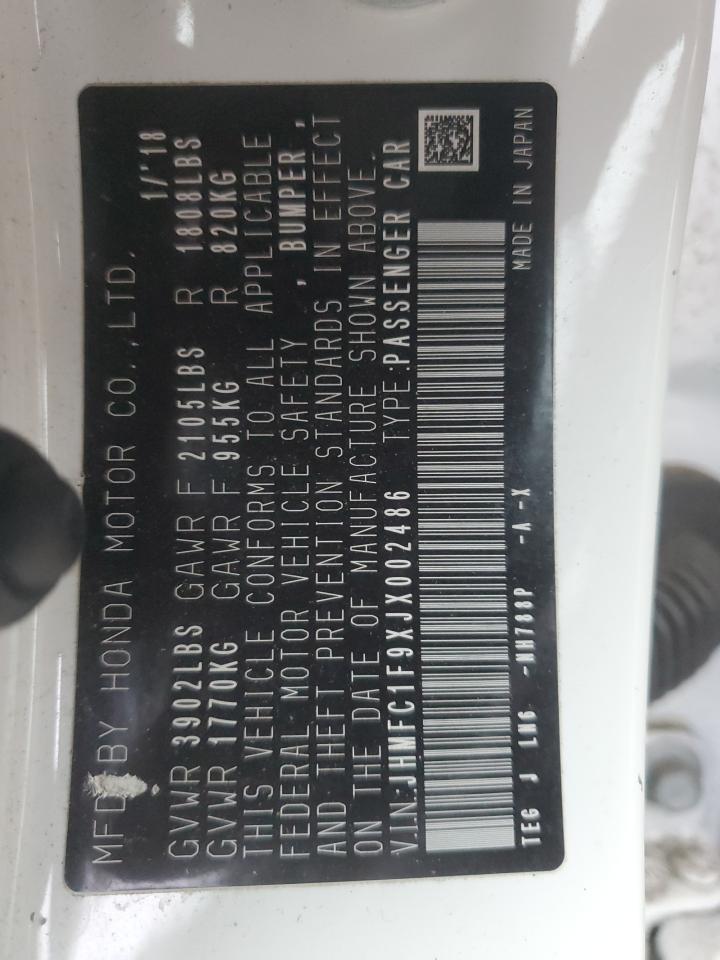 MFD BY HONDA MOTOR CO.,LTD. 1/'18
GVWR 3902LBS GAWR F 2105LBS R 1808LBS
GVWR 1770KG GAWR F 955KG R 820KG
THIS VEHICLE CONFORMS TO ALL APPLICABLE
FEDERAL MOTOR VEHICLE SAFETY , BUMPER ,
AND THEFT PREVENTION STANDARDS IN EFFECT
ON THE DATE OF MANUFACTURE SHOWN ABOVE.
VIN:JHMFC1F9XJX002486 TYPE:PASSENGER CAR
TEG J LN6 -NH788P -A-X MADE IN JAPAN